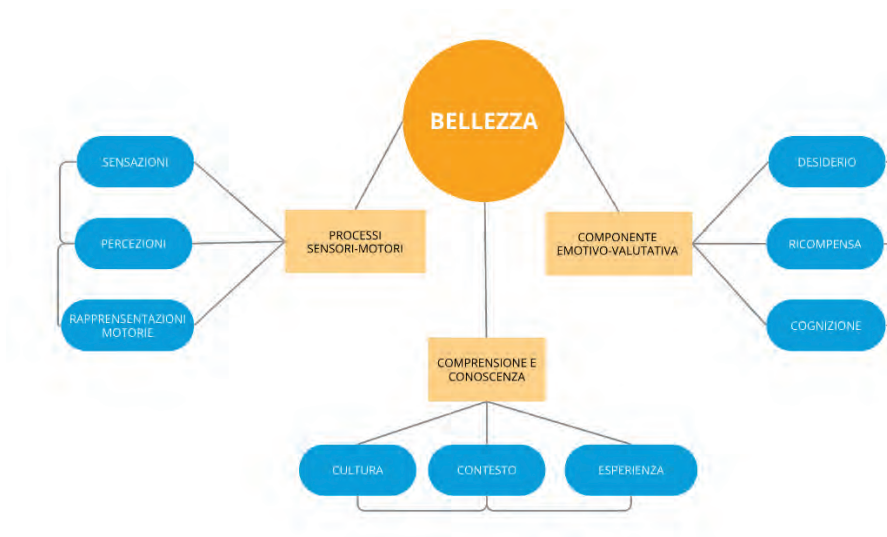 BELLEZZA
SENSAZIONI
PERCEZIONI
RAPPRENSENTAZIONI
MOTORIE
PROCESSI
SENSORI-MOTORI
COMPONENTE
EMOTIVO-VALUTATIVA
DESIDERIO
RICOMPENSA
COGNIZIONE
COMPRENSIONE E
CONOSCENZA
CULTURA
CONTESTO
ESPERIENZA